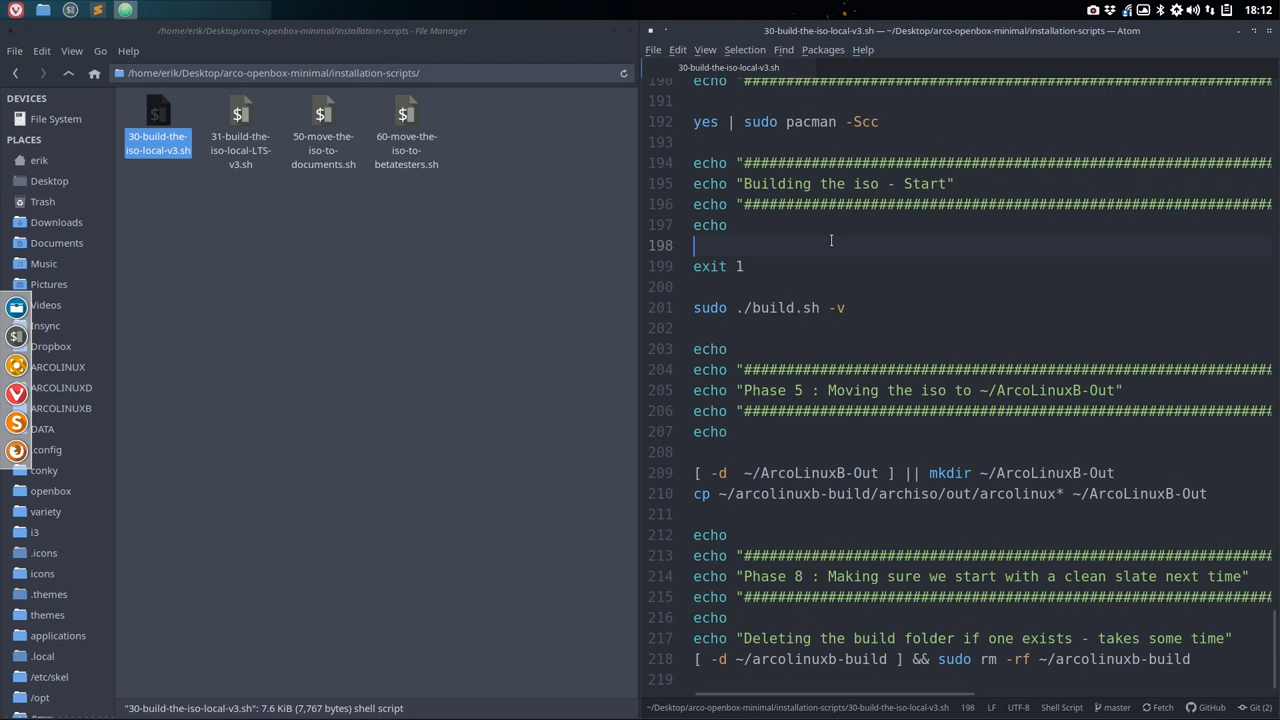 18:12
/home/erik/Desktop/arco-openbox-minimal/installation-scripts/ - File Manager
File Edit View Go Help
/home/erik/Desktop/arco-openbox-minimal/installation-scripts/
DEVICES
File System
PLACES
erik
Desktop
Trash
Downloads
Documents
Music
Pictures
Videos
Insync
Dropbox
ARCOLINUX
ARCOLINUXD
ARCOLINUXB
DATA
.config
conky
openbox
variety
i3
.icons
icons
.themes
themes
applications
.local
/etc/skel
/opt
30-build-the-
iso-local-v3.sh
31-build-the-
iso-local-LTS-
v3.sh
50-move-the-
iso-to-
documents.sh
60-move-the-
iso-to-
betatesters.sh
"30-build-the-iso-local-v3.sh": 7.6 KiB (7,767 bytes) shell script
30-build-the-iso-local-v3.sh — ~/Desktop/arco-openbox-minimal/installation-scripts — Atom
File Edit View Selection Find Packages Help
30-build-the-iso-local-v3.sh
190 echo "##############################################################
191
192 yes | sudo pacman -Scc
193
194 echo "##############################################################
195 echo "Building the iso - Start"
196 echo "##############################################################
197 echo
198
199 exit 1
200
201 sudo ./build.sh -v
202
203 echo
204 echo "##############################################################
205 echo "Phase 5 : Moving the iso to ~/ArcoLinuxB-Out"
206 echo "##############################################################
207 echo
208
209 [ -d  ~/ArcoLinuxB-Out ] || mkdir ~/ArcoLinuxB-Out
210 cp ~/arcolinuxb-build/archiso/out/arcolinux* ~/ArcoLinuxB-Out
211
212 echo
213 echo "##############################################################
214 echo "Phase 8 : Making sure we start with a clean slate next time"
215 echo "##############################################################
216 echo
217 echo "Deleting the build folder if one exists - takes some time"
218 [ -d ~/arcolinuxb-build ] && sudo rm -rf ~/arcolinuxb-build
219
~/Desktop/arco-openbox-minimal/installation-scripts/30-build-the-iso-local-v3.sh 198 LF UTF-8 Shell Script master Fetch GitHub Git (2)